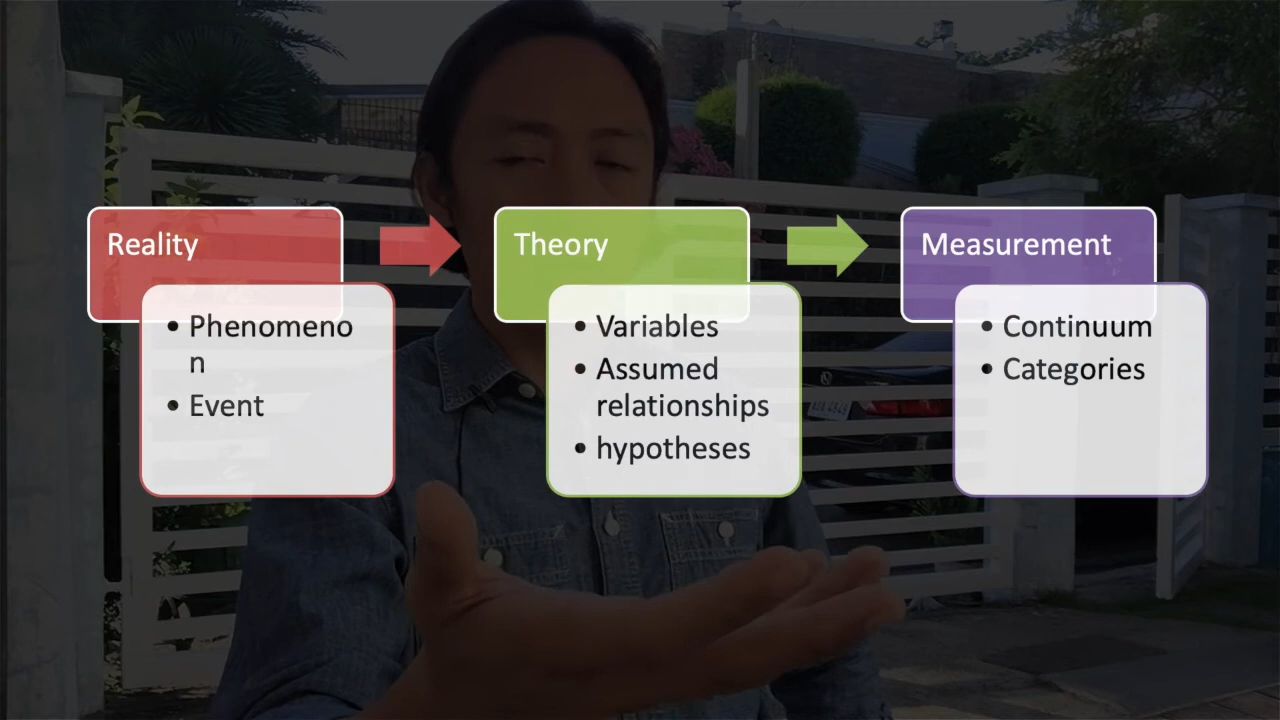 Reality
• Phenomeno
n
• Event
Theory
• Variables
• Assumed
relationships
• hypotheses
Measurement
• Continuum
• Categories